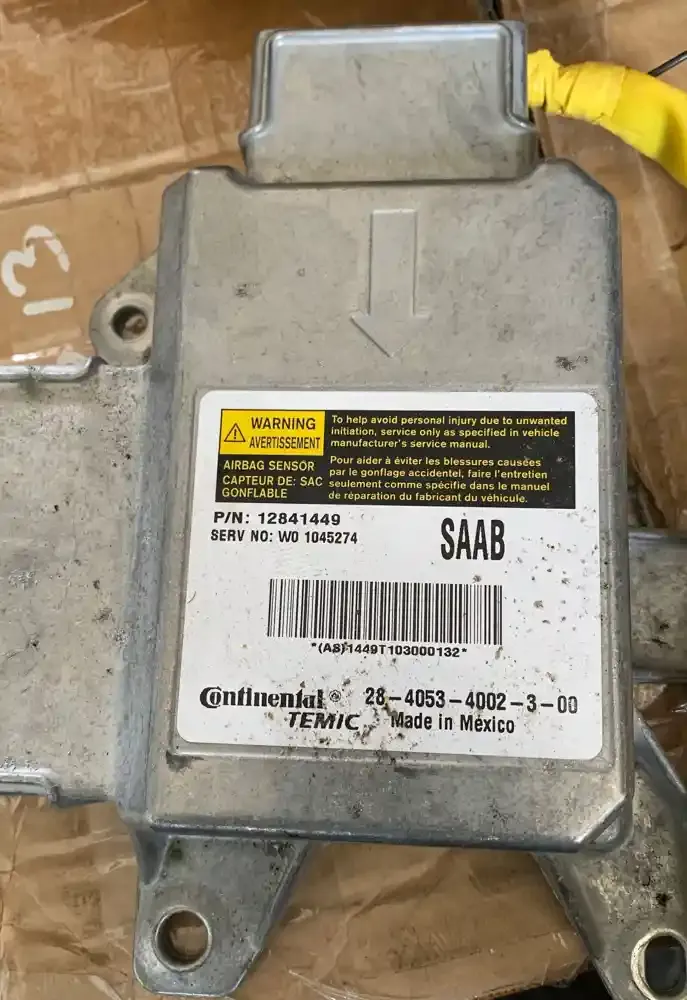 13
WARNING
AVERTISSEMENT
To help avoid personal injury due to unwanted
initiation, service only as specified in vehicle
manufacturer's service manual.
AIRBAG SENSOR
CAPTEUR DE: SAC
GONFLABLE
Pour aider à éviter les blessures causées
par le gonflage accidentel, faire l'entretien
seulement comme spécifie dans le manuel
de réparation du fabricant du véhicule.
P/N: 12841449
SERV NO: W0 1045274
SAAB
*(A8)1449T103000132*
Continental 28-4053-4002-3-00
TEMIC Made in México